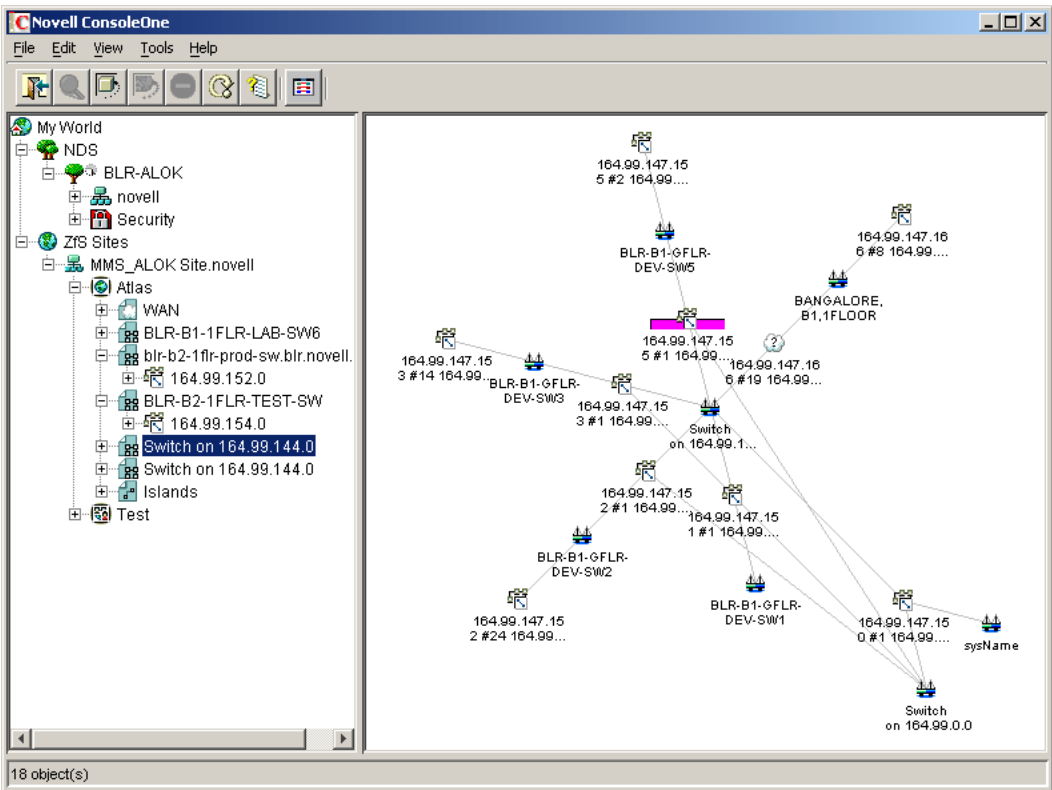 Novell ConsoleOne
File Edit View Tools Help
My World
NDS
BLR-ALOK
novell
Security
ZfS Sites
MMS_ALOK Site.novell
Atlas
WAN
BLR-B1-1FLR-LAB-SW6
blr-b2-1flr-prod-sw.blr.novell.
164.99.152.0
BLR-B2-1FLR-TEST-SW
164.99.154.0
Switch on 164.99.144.0
Switch on 164.99.144.0
Islands
Test
164.99.147.15
5 #2 164.99....
BLR-B1-GFLR-
DEV-SW5
164.99.147.16
6 #8 164.99....
BANGALORE,
B1,1FLOOR
164.99.147.15
5 #1 164.99....
164.99.147.16
6 #19 164.99...
164.99.147.15
3 #14 164.99...
BLR-B1-GFLR-
DEV-SW3
164.99.147.15
3 #1 164.99....
Switch
on 164.99.1...
164.99.147.15
2 #1 164.99....
164.99.147.15
1 #1 164.99....
BLR-B1-GFLR-
DEV-SW2
164.99.147.15
2 #24 164.99...
BLR-B1-GFLR-
DEV-SW1
164.99.147.15
0 #1 164.99....
sysName
Switch
on 164.99.0.0
18 object(s)